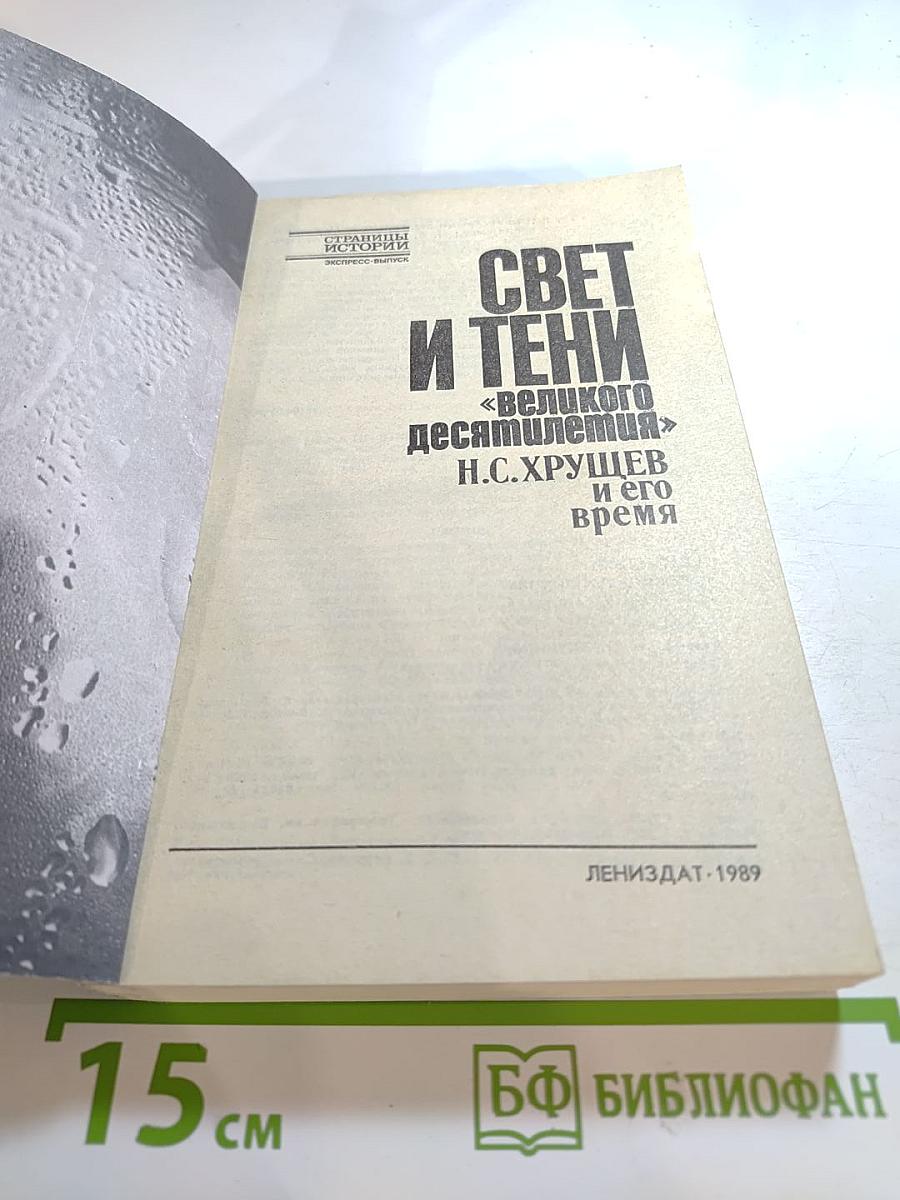 СТРАНИЦЫ
ИСТОРИИ
ЭКСПРЕСС-ВЫПУСК
СВЕТ
И ТЕНИ
«великого
десятилетия»
Н.С.ХРУЩЕВ
и его
время
ЛЕНИЗДАТ·1989
15 см
БФ БИБЛИОФАН